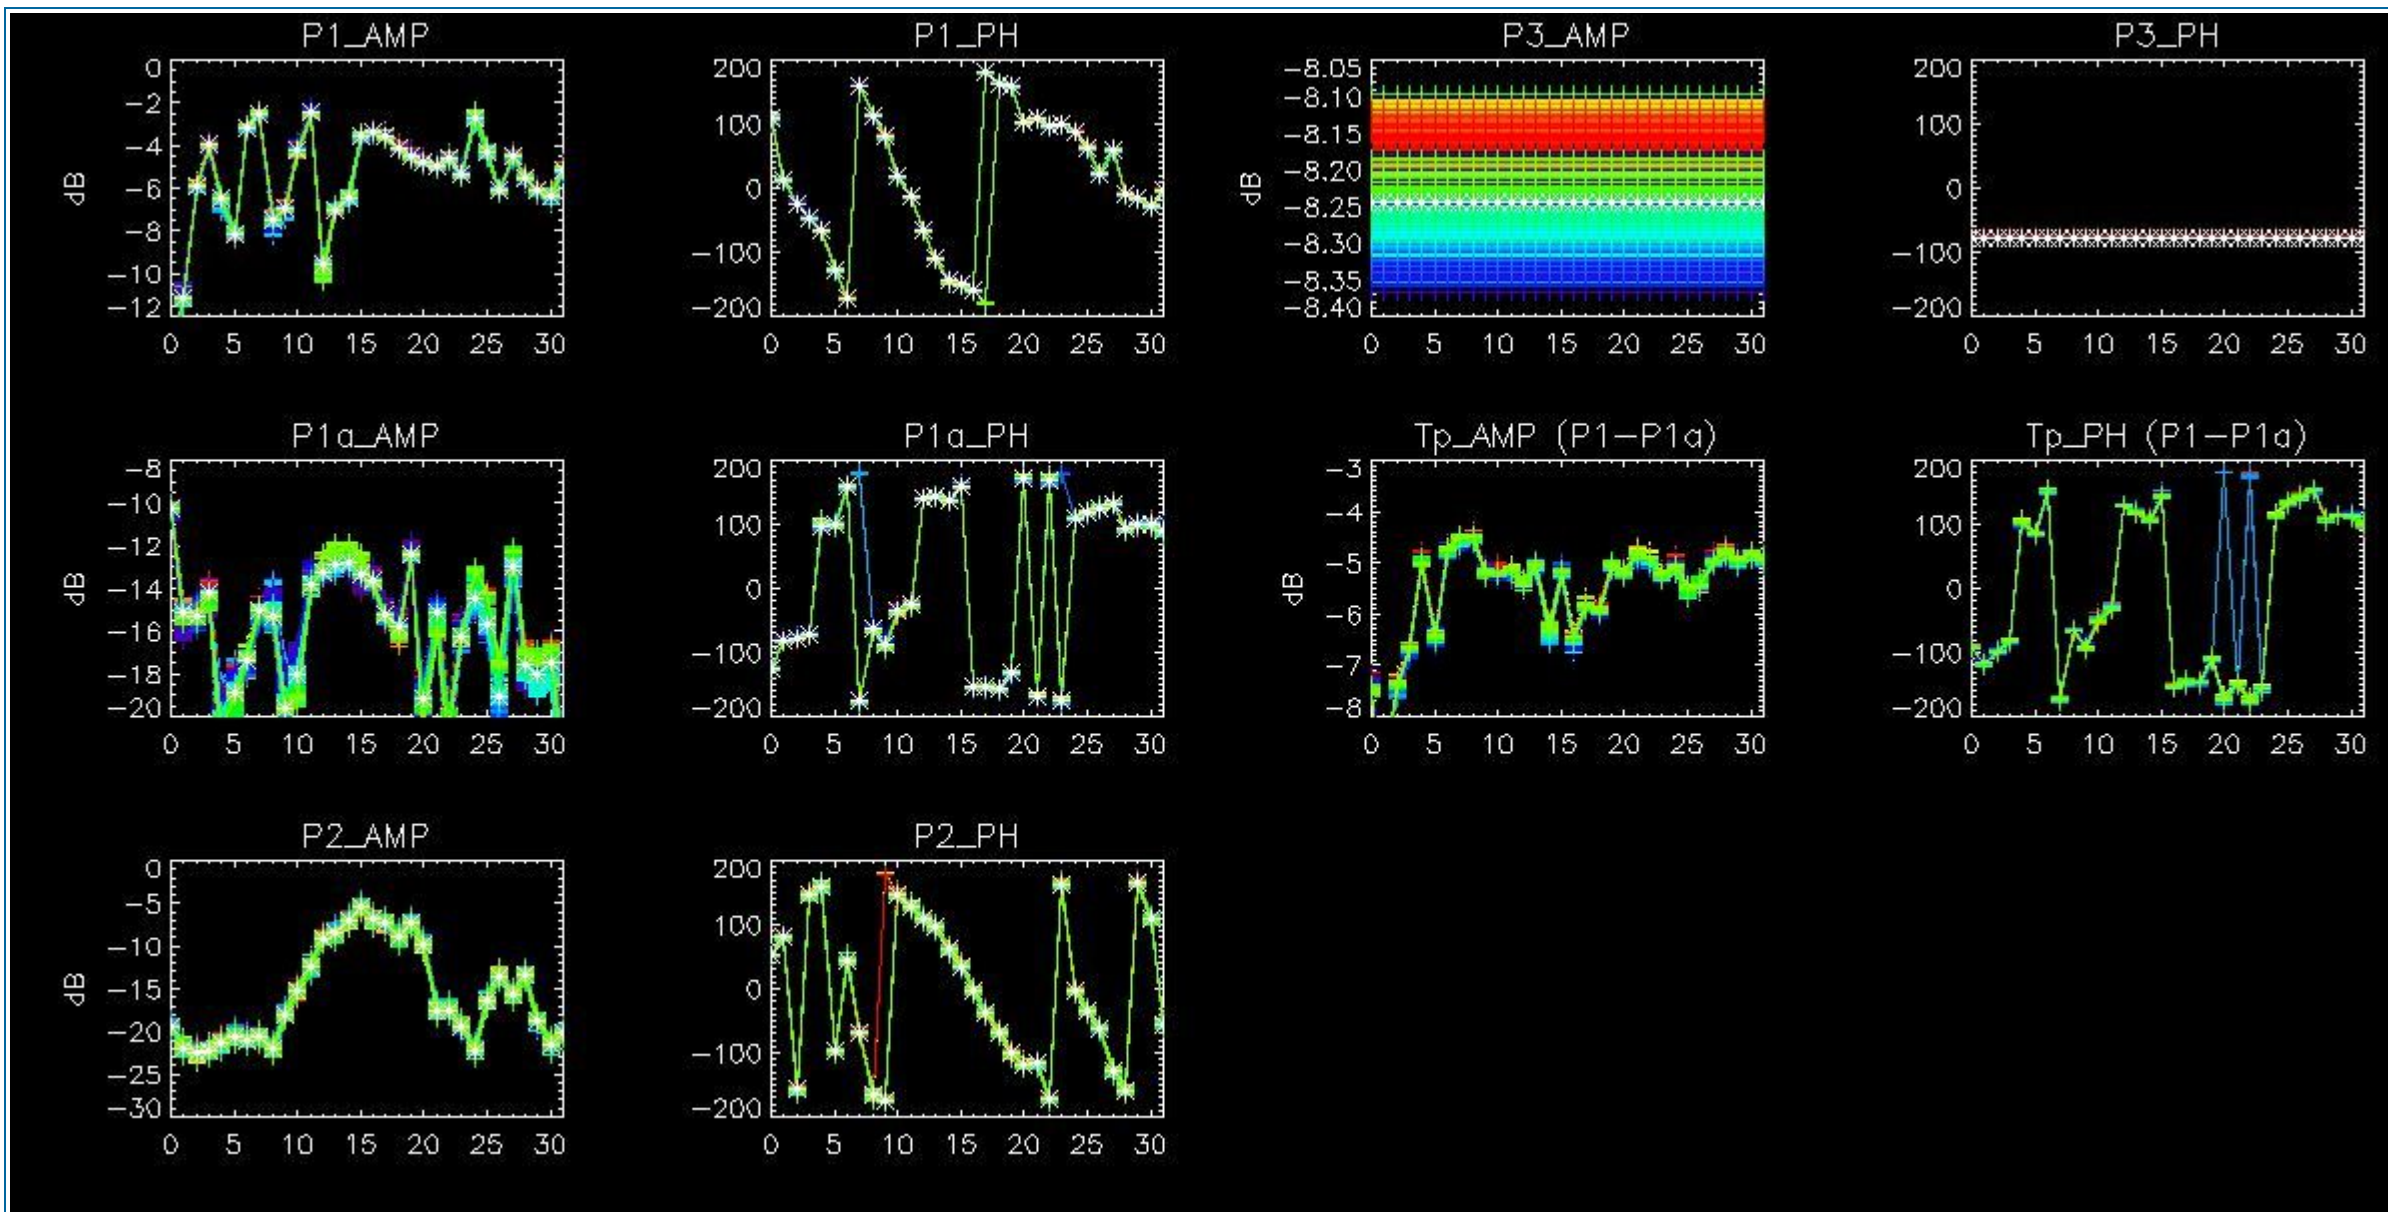 P1_AMP
P1_PH
P3_AMP
P3_PH
0
−2
−4
−6
−8
−10
−12
dB
0 5 10 15 20 25 30
200
100
0
−100
−200
0 5 10 15 20 25 30
−8.05
−8.10
−8.15
−8.20
−8.25
−8.30
−8.35
−8.40
dB
0 5 10 15 20 25 30
200
100
0
−100
−200
0 5 10 15 20 25 30
P1a_AMP
P1a_PH
Tp_AMP (P1−P1a)
Tp_PH (P1−P1a)
−8
−10
−12
−14
−16
−18
−20
dB
0 5 10 15 20 25 30
200
100
0
−100
−200
0 5 10 15 20 25 30
−3
−4
−5
−6
−7
−8
dB
0 5 10 15 20 25 30
200
100
0
−100
−200
0 5 10 15 20 25 30
P2_AMP
P2_PH
0
−5
−10
−15
−20
−25
−30
dB
0 5 10 15 20 25 30
200
100
0
−100
−200
0 5 10 15 20 25 30